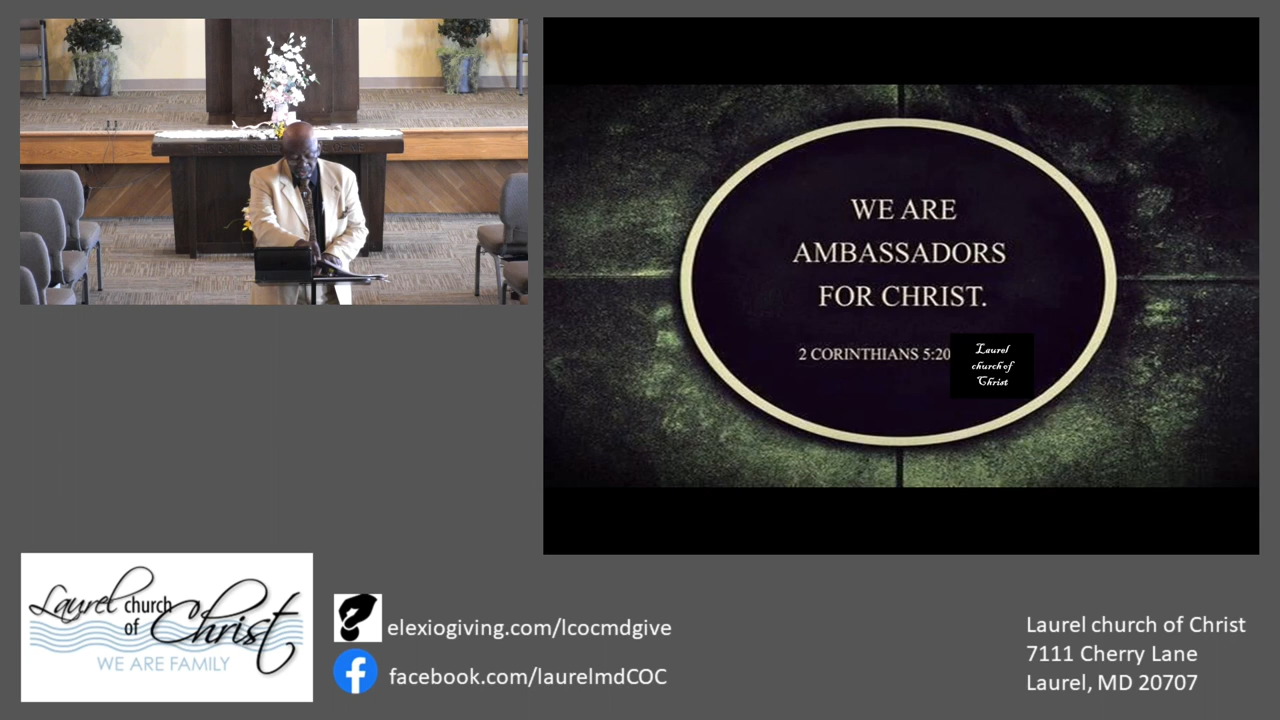 WE ARE
AMBASSADORS
FOR CHRIST.
2 CORINTHIANS 5:20
Laurel
church of
Christ
Laurel church
of Christ
WE ARE FAMILY
elexiogiving.com/lcocmdgive
facebook.com/laurelmdCOC
Laurel church of Christ
7111 Cherry Lane
Laurel, MD 20707